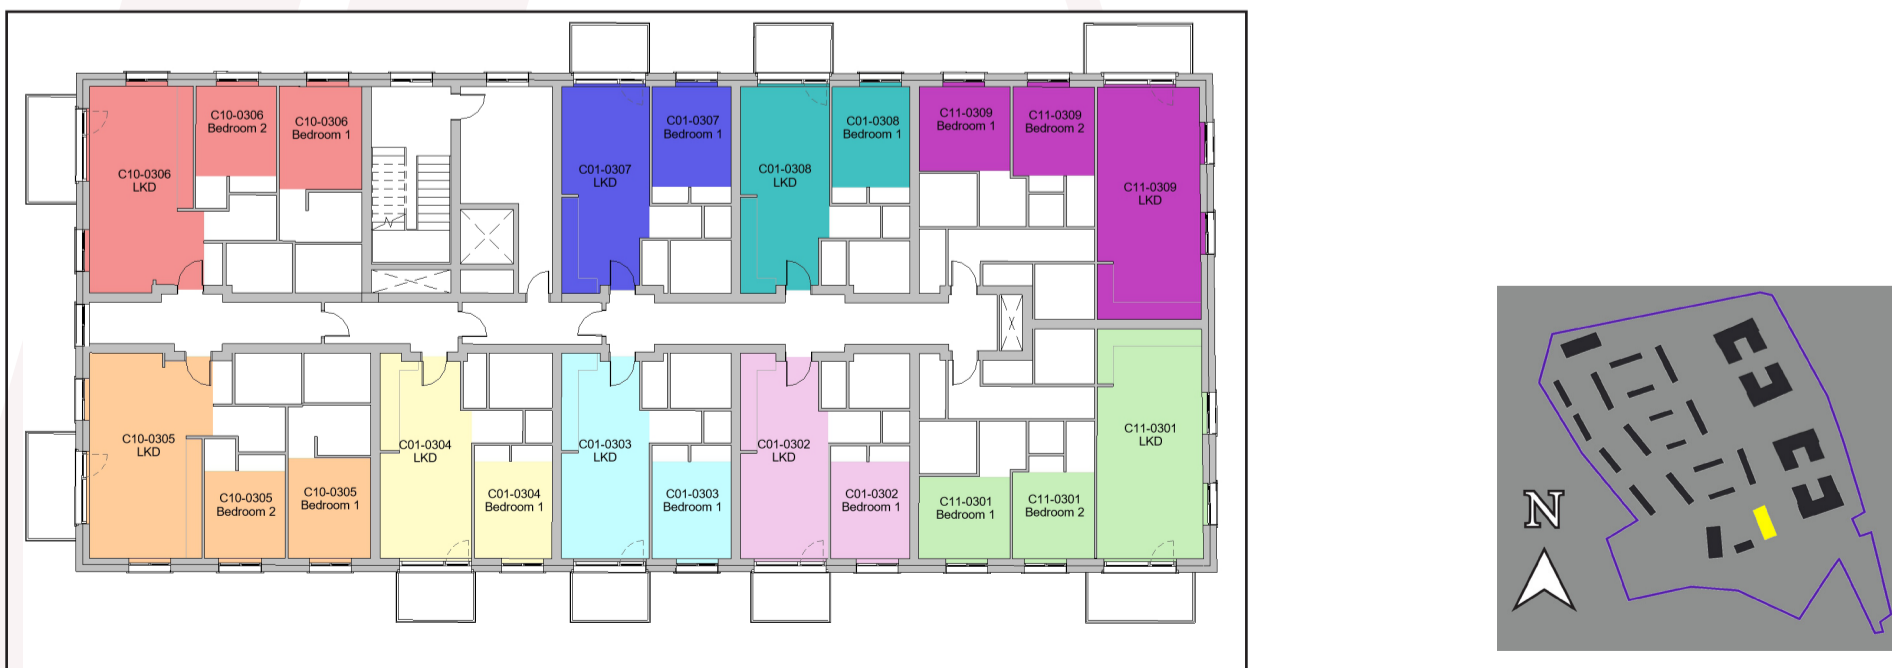 C10-0306
LKD
C10-0306
Bedroom 2
C10-0306
Bedroom 1
C01-0307
LKD
C01-0307
Bedroom 1
C01-0308
LKD
C01-0308
Bedroom 1
C11-0309
Bedroom 1
C11-0309
Bedroom 2
C11-0309
LKD
C10-0305
LKD
C10-0305
Bedroom 2
C10-0305
Bedroom 1
C01-0304
LKD
C01-0304
Bedroom 1
C01-0303
LKD
C01-0303
Bedroom 1
C01-0302
LKD
C01-0302
Bedroom 1
C11-0301
Bedroom 1
C11-0301
Bedroom 2
C11-0301
LKD
N